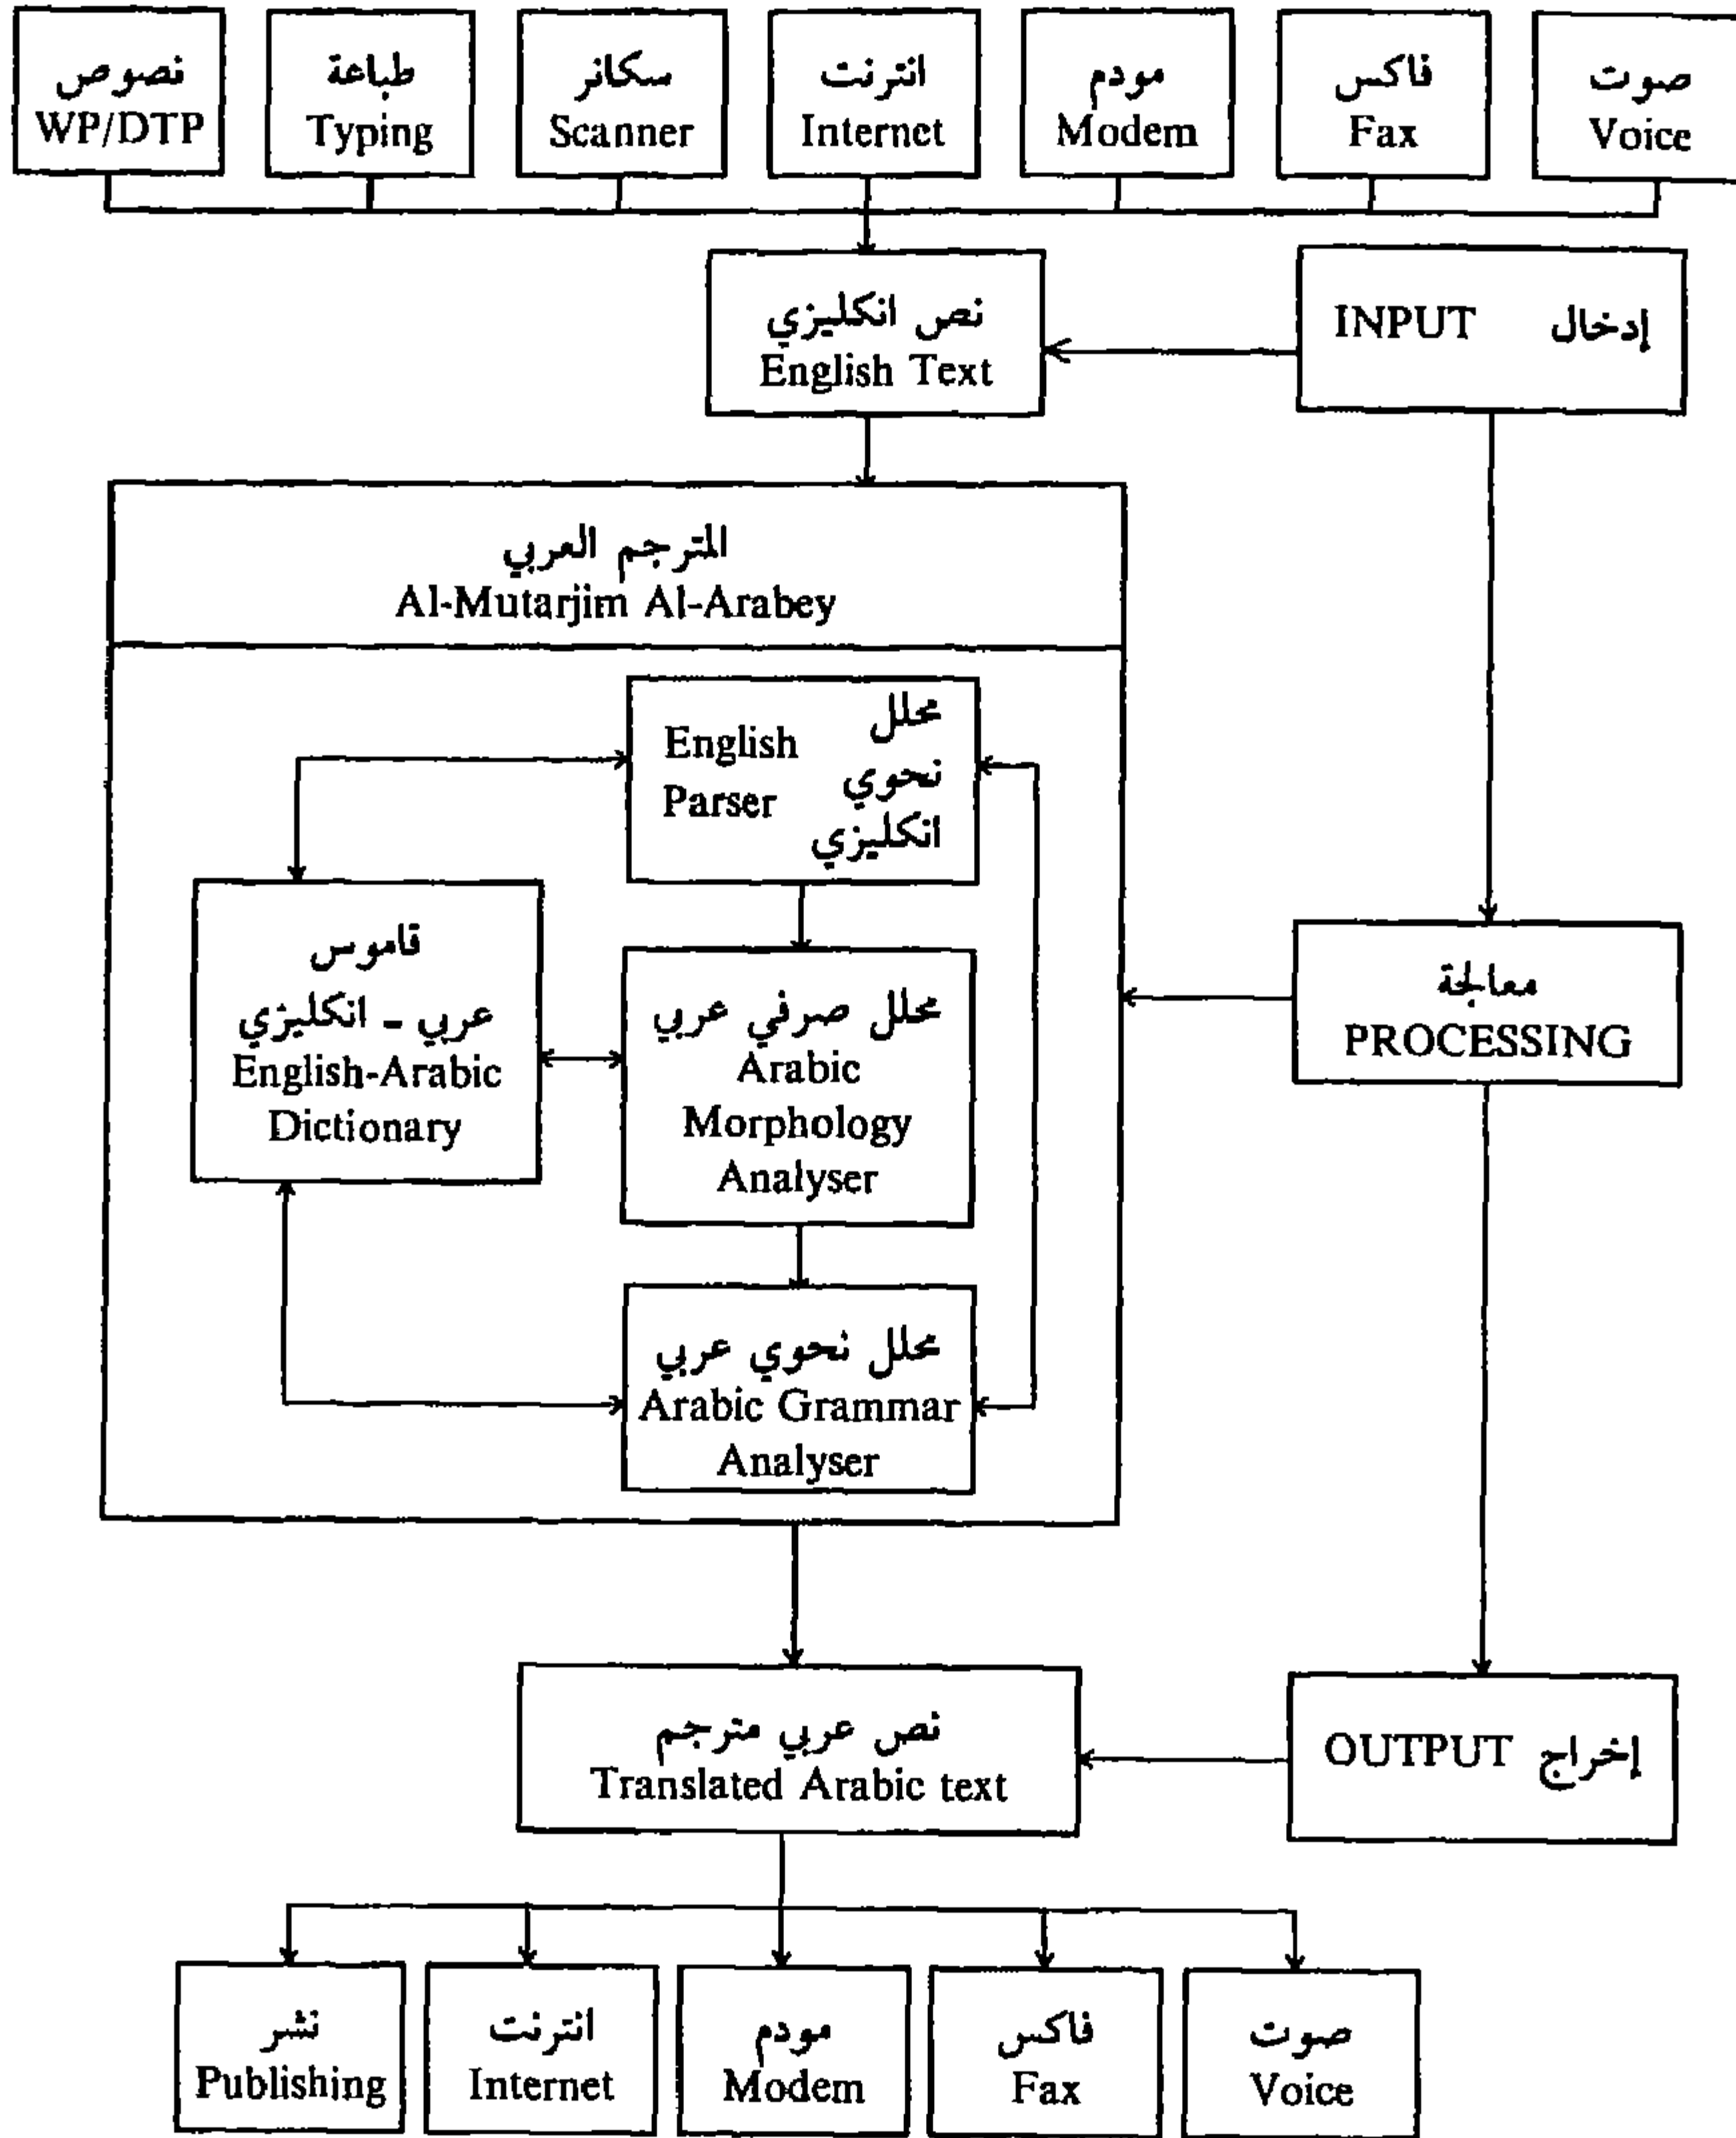 نصوص
WP/DTP
طباعة
Typing
سكانر
Scanner
انترنت
Internet
مودم
Modem
فاكس
Fax
صوت
Voice
نص انكليزي
English Text
INPUT إدخال
المترجم العربي
Al-Mutarjim Al-Arabey
English Parser
محلل
نحوي
انكليزي
قاموس
عربي - انكليزي
English-Arabic
Dictionary
محلل صرفي عربي
Arabic
Morphology
Analyser
معالجة
PROCESSING
محلل نحوي عربي
Arabic Grammar
Analyser
نص عربي مترجم
Translated Arabic text
OUTPUT إخراج
نشر
Publishing
انترنت
Internet
مودم
Modem
فاكس
Fax
صوت
Voice